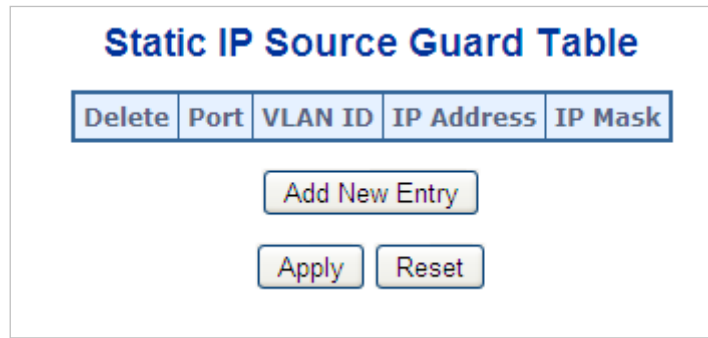 Static IP Source Guard Table
Delete Port VLAN ID IP Address IP Mask
Add New Entry
Apply Reset